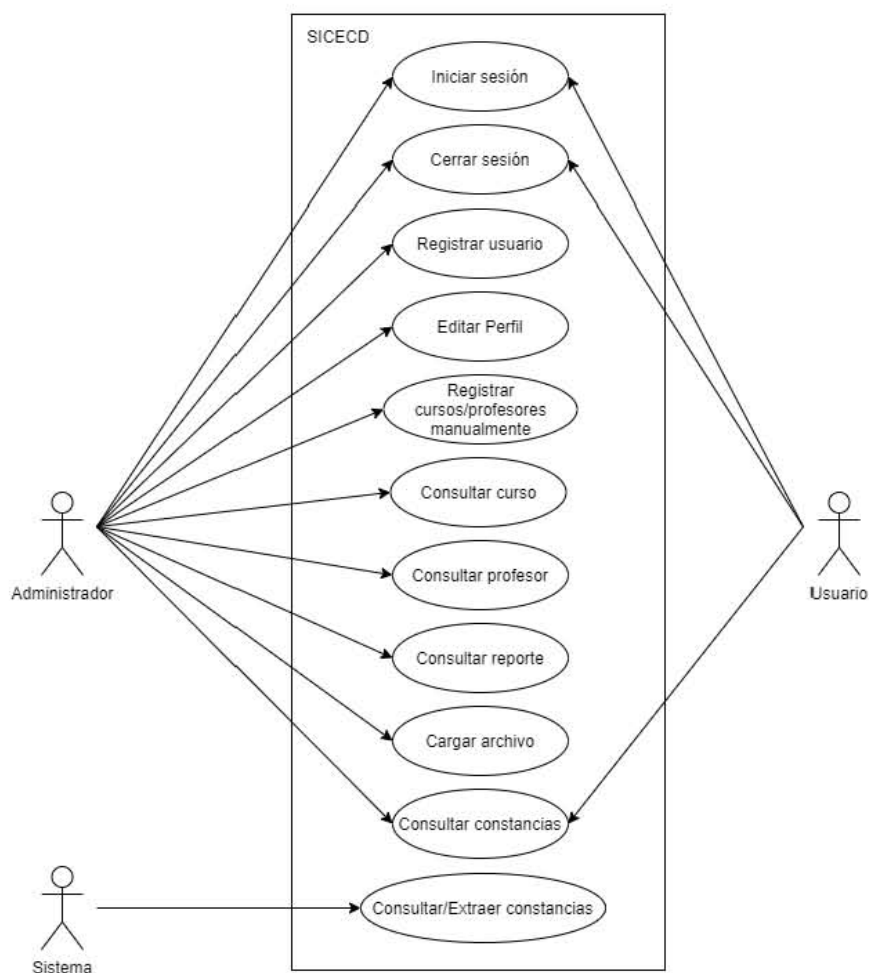 SICECD
Iniciar sesión
Cerrar sesión
Registrar usuario
Editar Perfil
Registrar
cursos/profesores
manualmente
Consultar curso
Consultar profesor
Administrador
Usuario
Consultar reporte
Cargar archivo
Consultar constancias
Consultar/Extraer constancias
Sistema